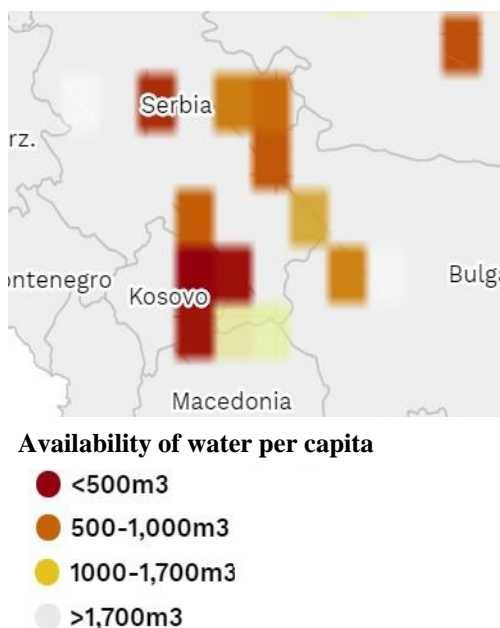 Serbia
rz.
ontenegro
Kosovo
Bulga
Macedonia
Availability of water per capita
<500m3
500-1,000m3
1000-1,700m3
>1,700m3